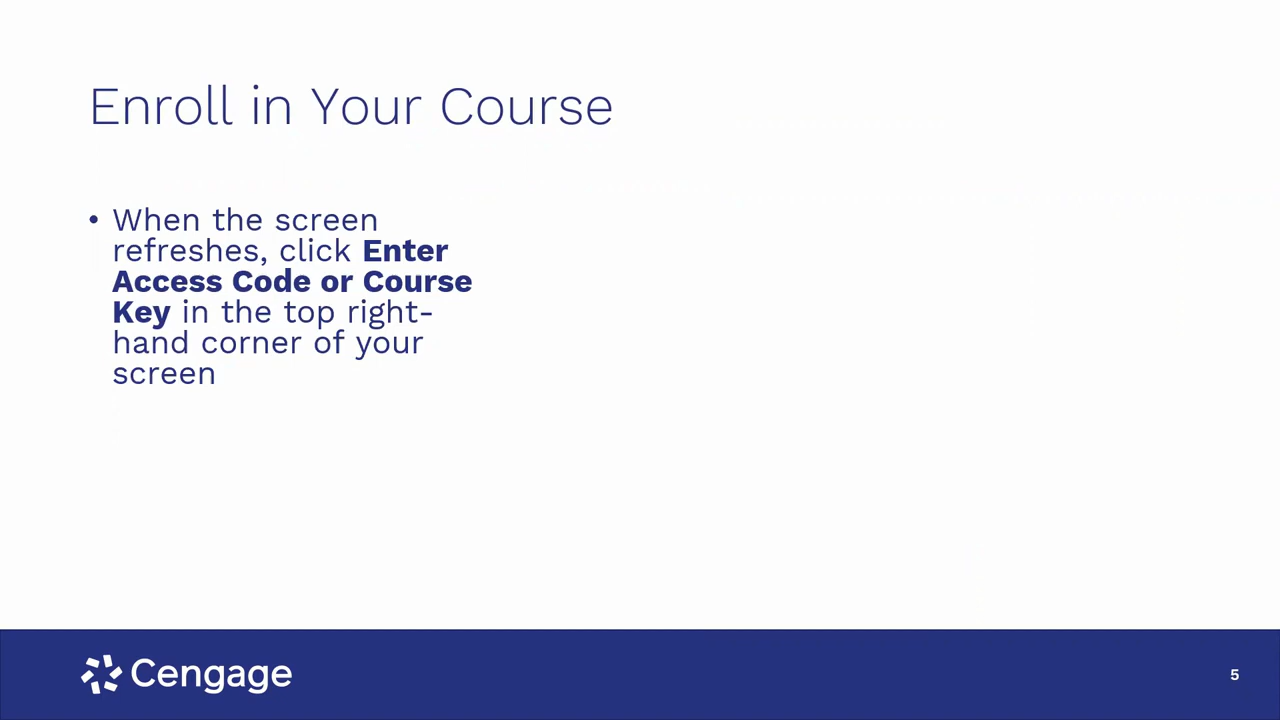 Enroll in Your Course
• When the screen
refreshes, click Enter
Access Code or Course
Key in the top right-
hand corner of your
screen
Cengage
5